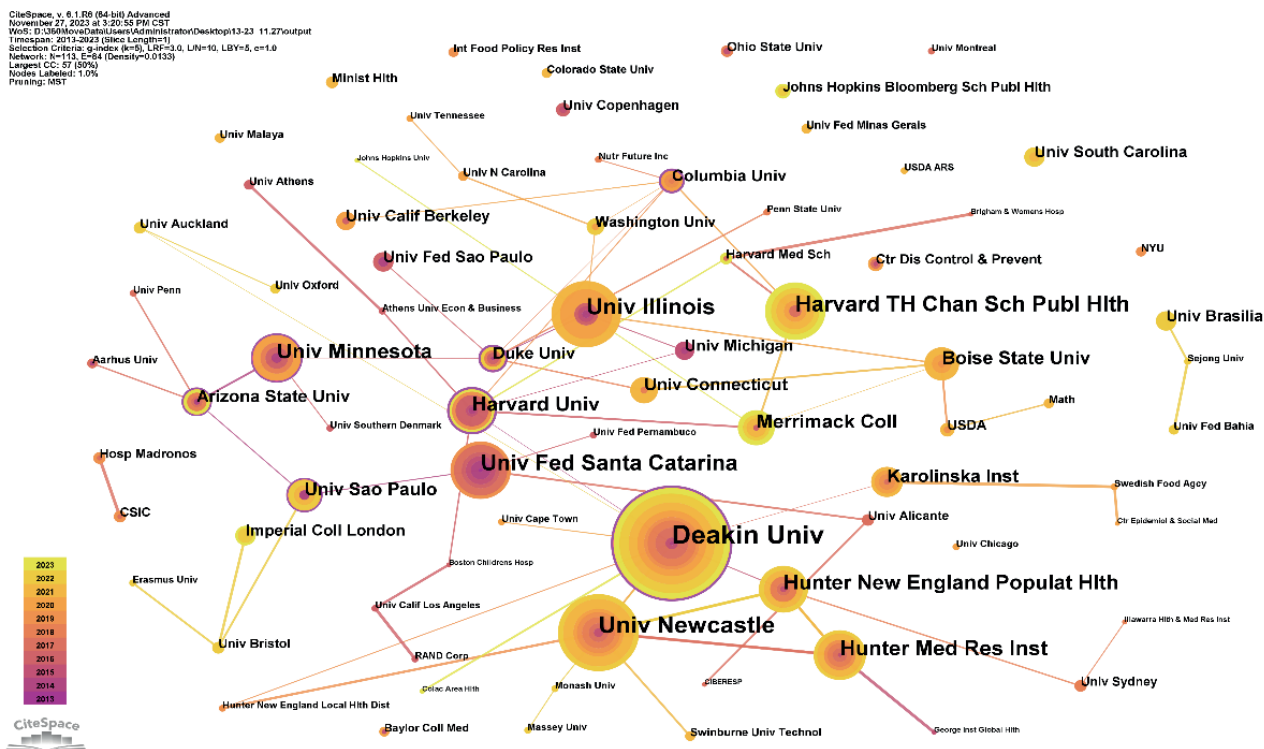 CiteSpace, v. 6.1.R6 (64-bit) Advanced
November 27, 2023 at 3:20:55 PM CST
WoS: D:\360MoveData\Users\Administrator\Desktop\13-23 11.27\output
Timespan: 2013-2023 (Slice Length=1)
Selection Criteria: g-index (k=5), LRF=3.0, L/N=10, LBY=5, e=1.0
Network: N=113, E=84 (Density=0.0133)
Largest CC: 57 (50%)
Nodes Labeled: 1.0%
Pruning: MST
Int Food Policy Res Inst
Ohio State Univ
Univ Montreal
Colorado State Univ
Minist Hlth
Johns Hopkins Bloomberg Sch Publ Hlth
Univ Copenhagen
Univ Tennessee
Univ Fed Minas Gerais
Univ Malaya
Johns Hopkins Univ
Nutr Future Inc
Univ South Carolina
USDA ARS
Univ N Carolina
Columbia Univ
Univ Athens
Penn State Univ
Brigham & Womens Hosp
Univ Calif Berkeley
Washington Univ
Univ Auckland
NYU
Univ Fed Sao Paulo
Harvard Med Sch
Ctr Dis Control & Prevent
Univ Oxford
Univ Penn
Athens Univ Econ & Business
Univ Illinois
Harvard TH Chan Sch Publ Hlth
Univ Brasilia
Univ Minnesota
Duke Univ
Univ Michigan
Boise State Univ
Sejong Univ
Aarhus Univ
Univ Connecticut
Arizona State Univ
Harvard Univ
Math
Univ Southern Denmark
Merrimack Coll
USDA
Univ Fed Bahia
Univ Fed Pernambuco
Hosp Madronos
Univ Fed Santa Catarina
Karolinska Inst
Swedish Food Agcy
Univ Sao Paulo
CSIC
Univ Cape Town
Univ Alicante
Ctr Epidemiol & Social Med
Imperial Coll London
Deakin Univ
Univ Chicago
Boston Childrens Hosp
Erasmus Univ
Hunter New England Populat Hlth
Univ Calif Los Angeles
Illawarra Hlth & Med Res Inst
Univ Newcastle
Univ Bristol
Hunter Med Res Inst
RAND Corp
Colac Area Hlth
Monash Univ
CIBERESP
Univ Sydney
Hunter New England Local Hlth Dist
Baylor Coll Med
Massey Univ
Swinburne Univ Technol
George Inst Global Hlth
2023
2022
2021
2020
2019
2018
2017
2016
2015
2014
2013
CiteSpace